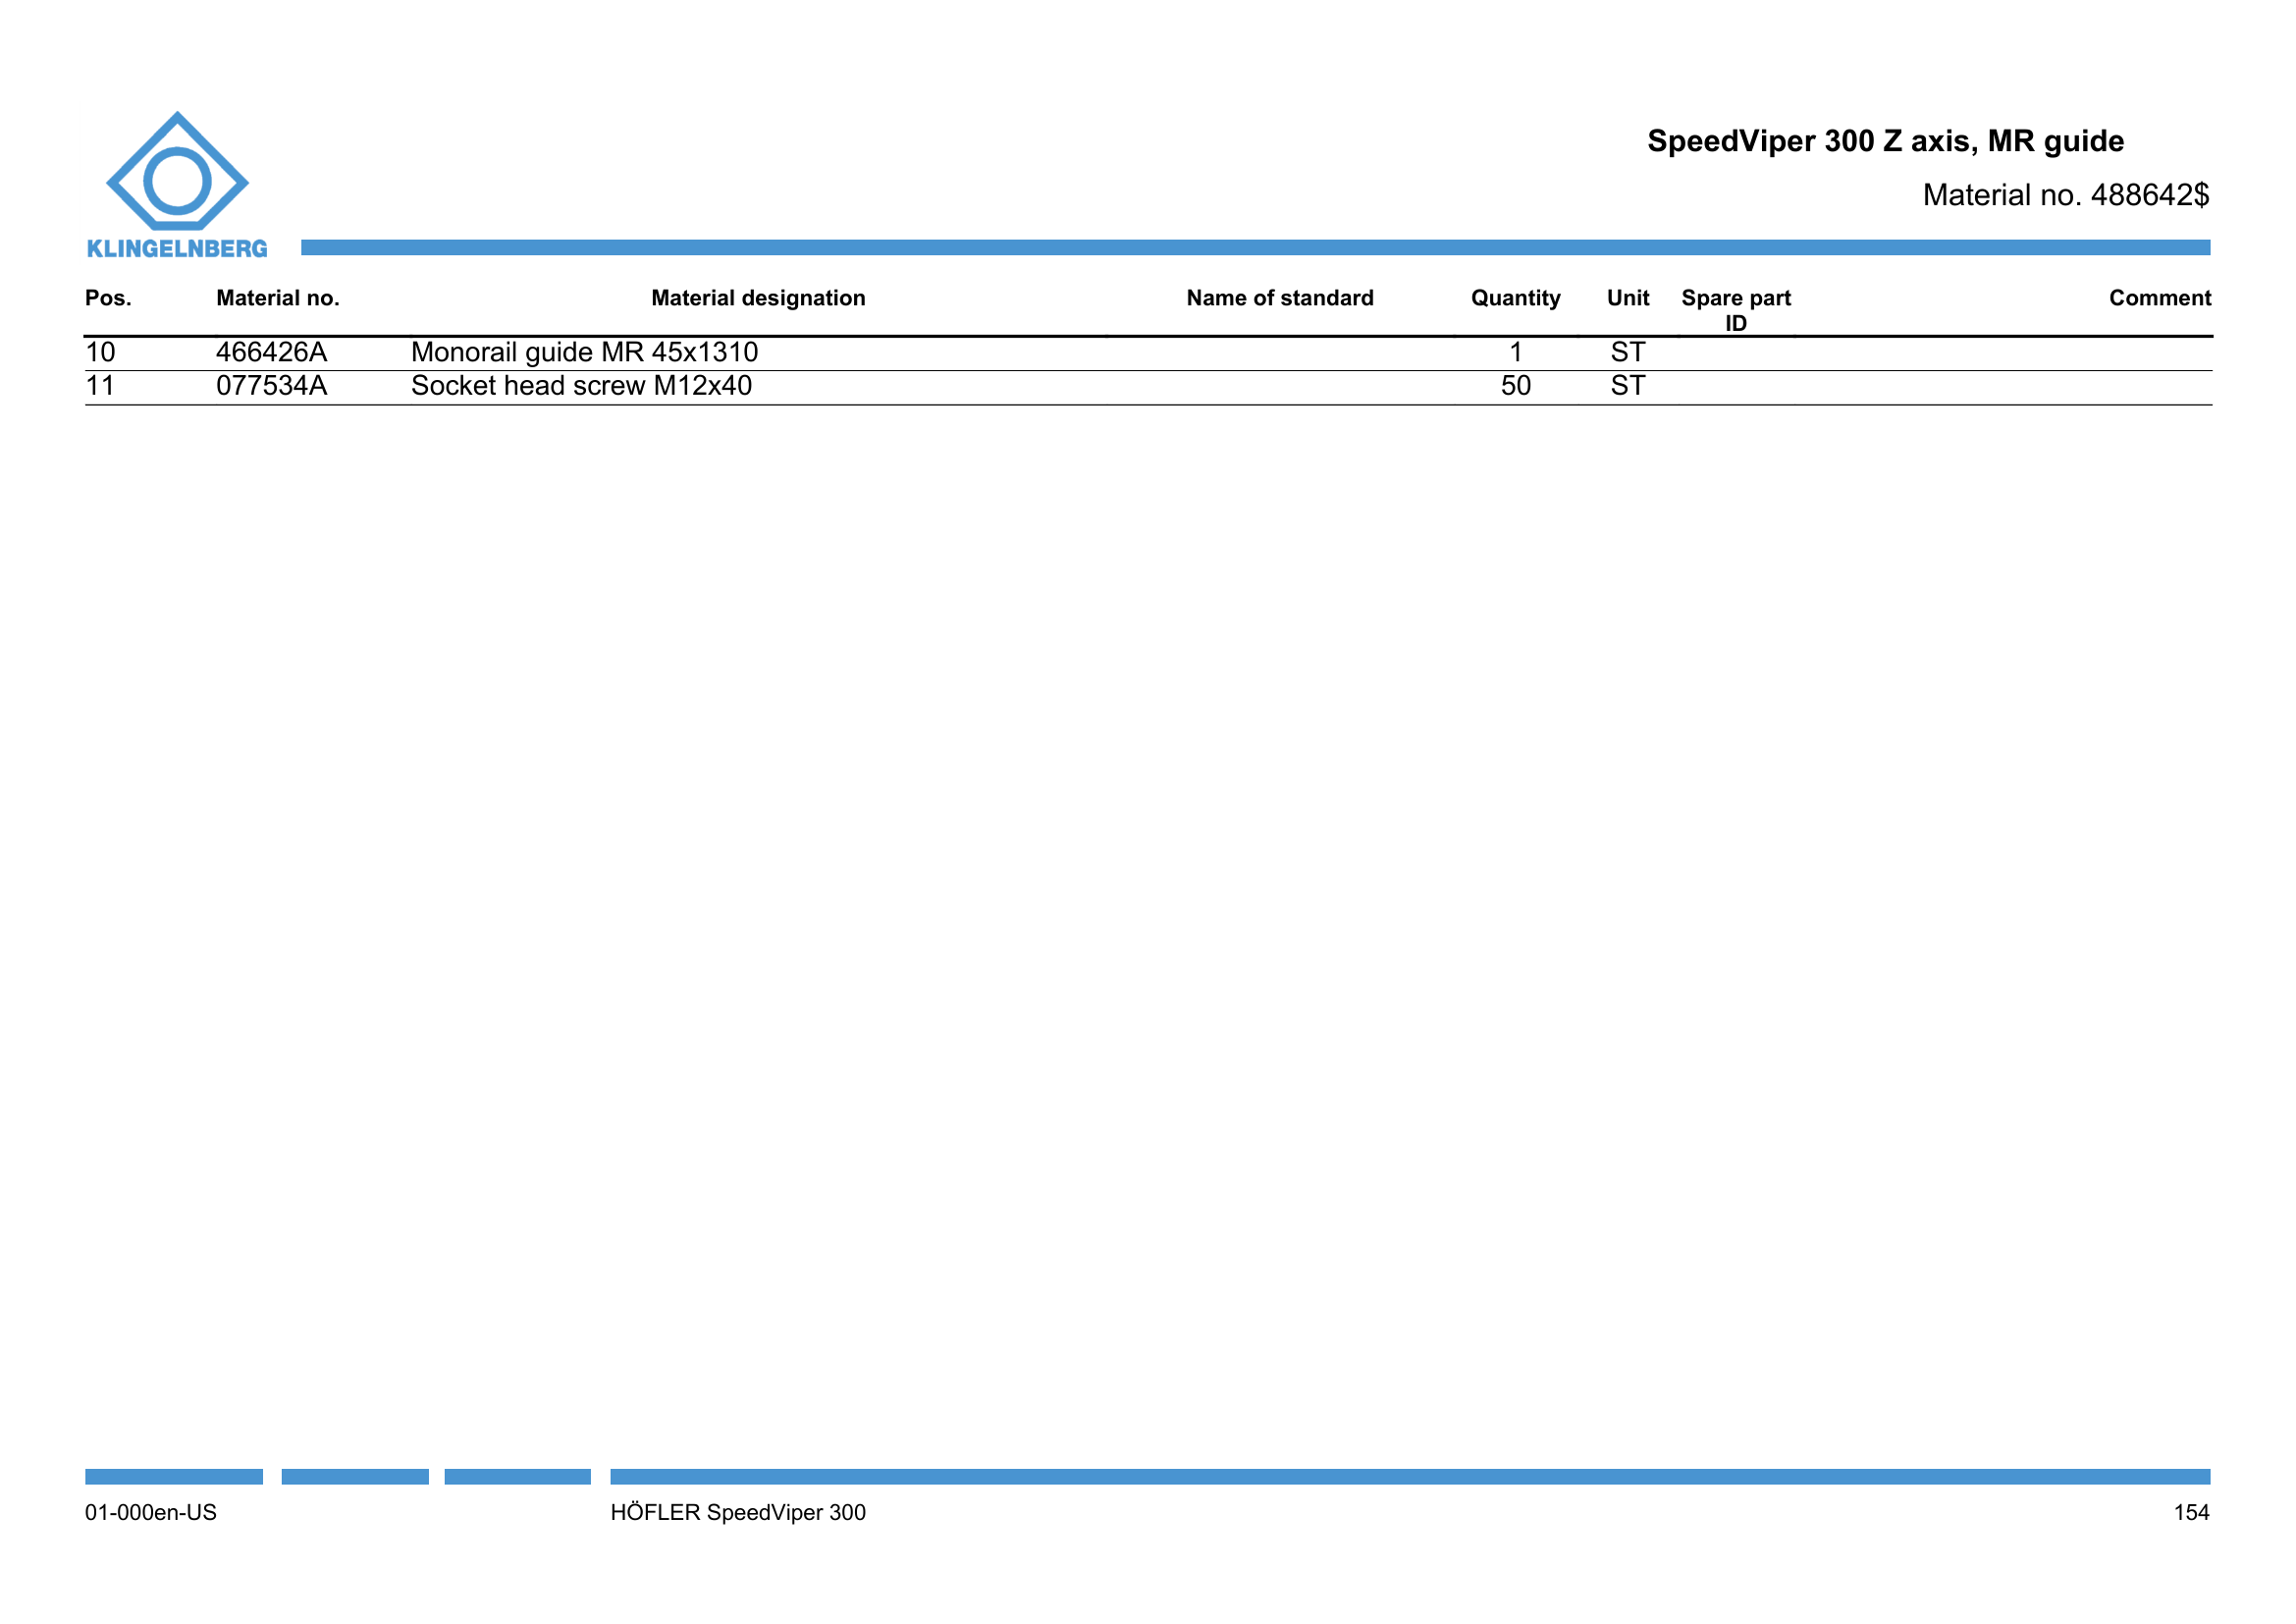 SpeedViper 300 Z axis, MR guide
Material no. 488642$
KLINGELNBERG
Pos. Material no. Material designation Name of standard Quantity Unit Spare part ID Comment
10 466426A Monorail guide MR 45x1310 1 ST
11 077534A Socket head screw M12x40 50 ST
01-000en-US HÖFLER SpeedViper 300 154